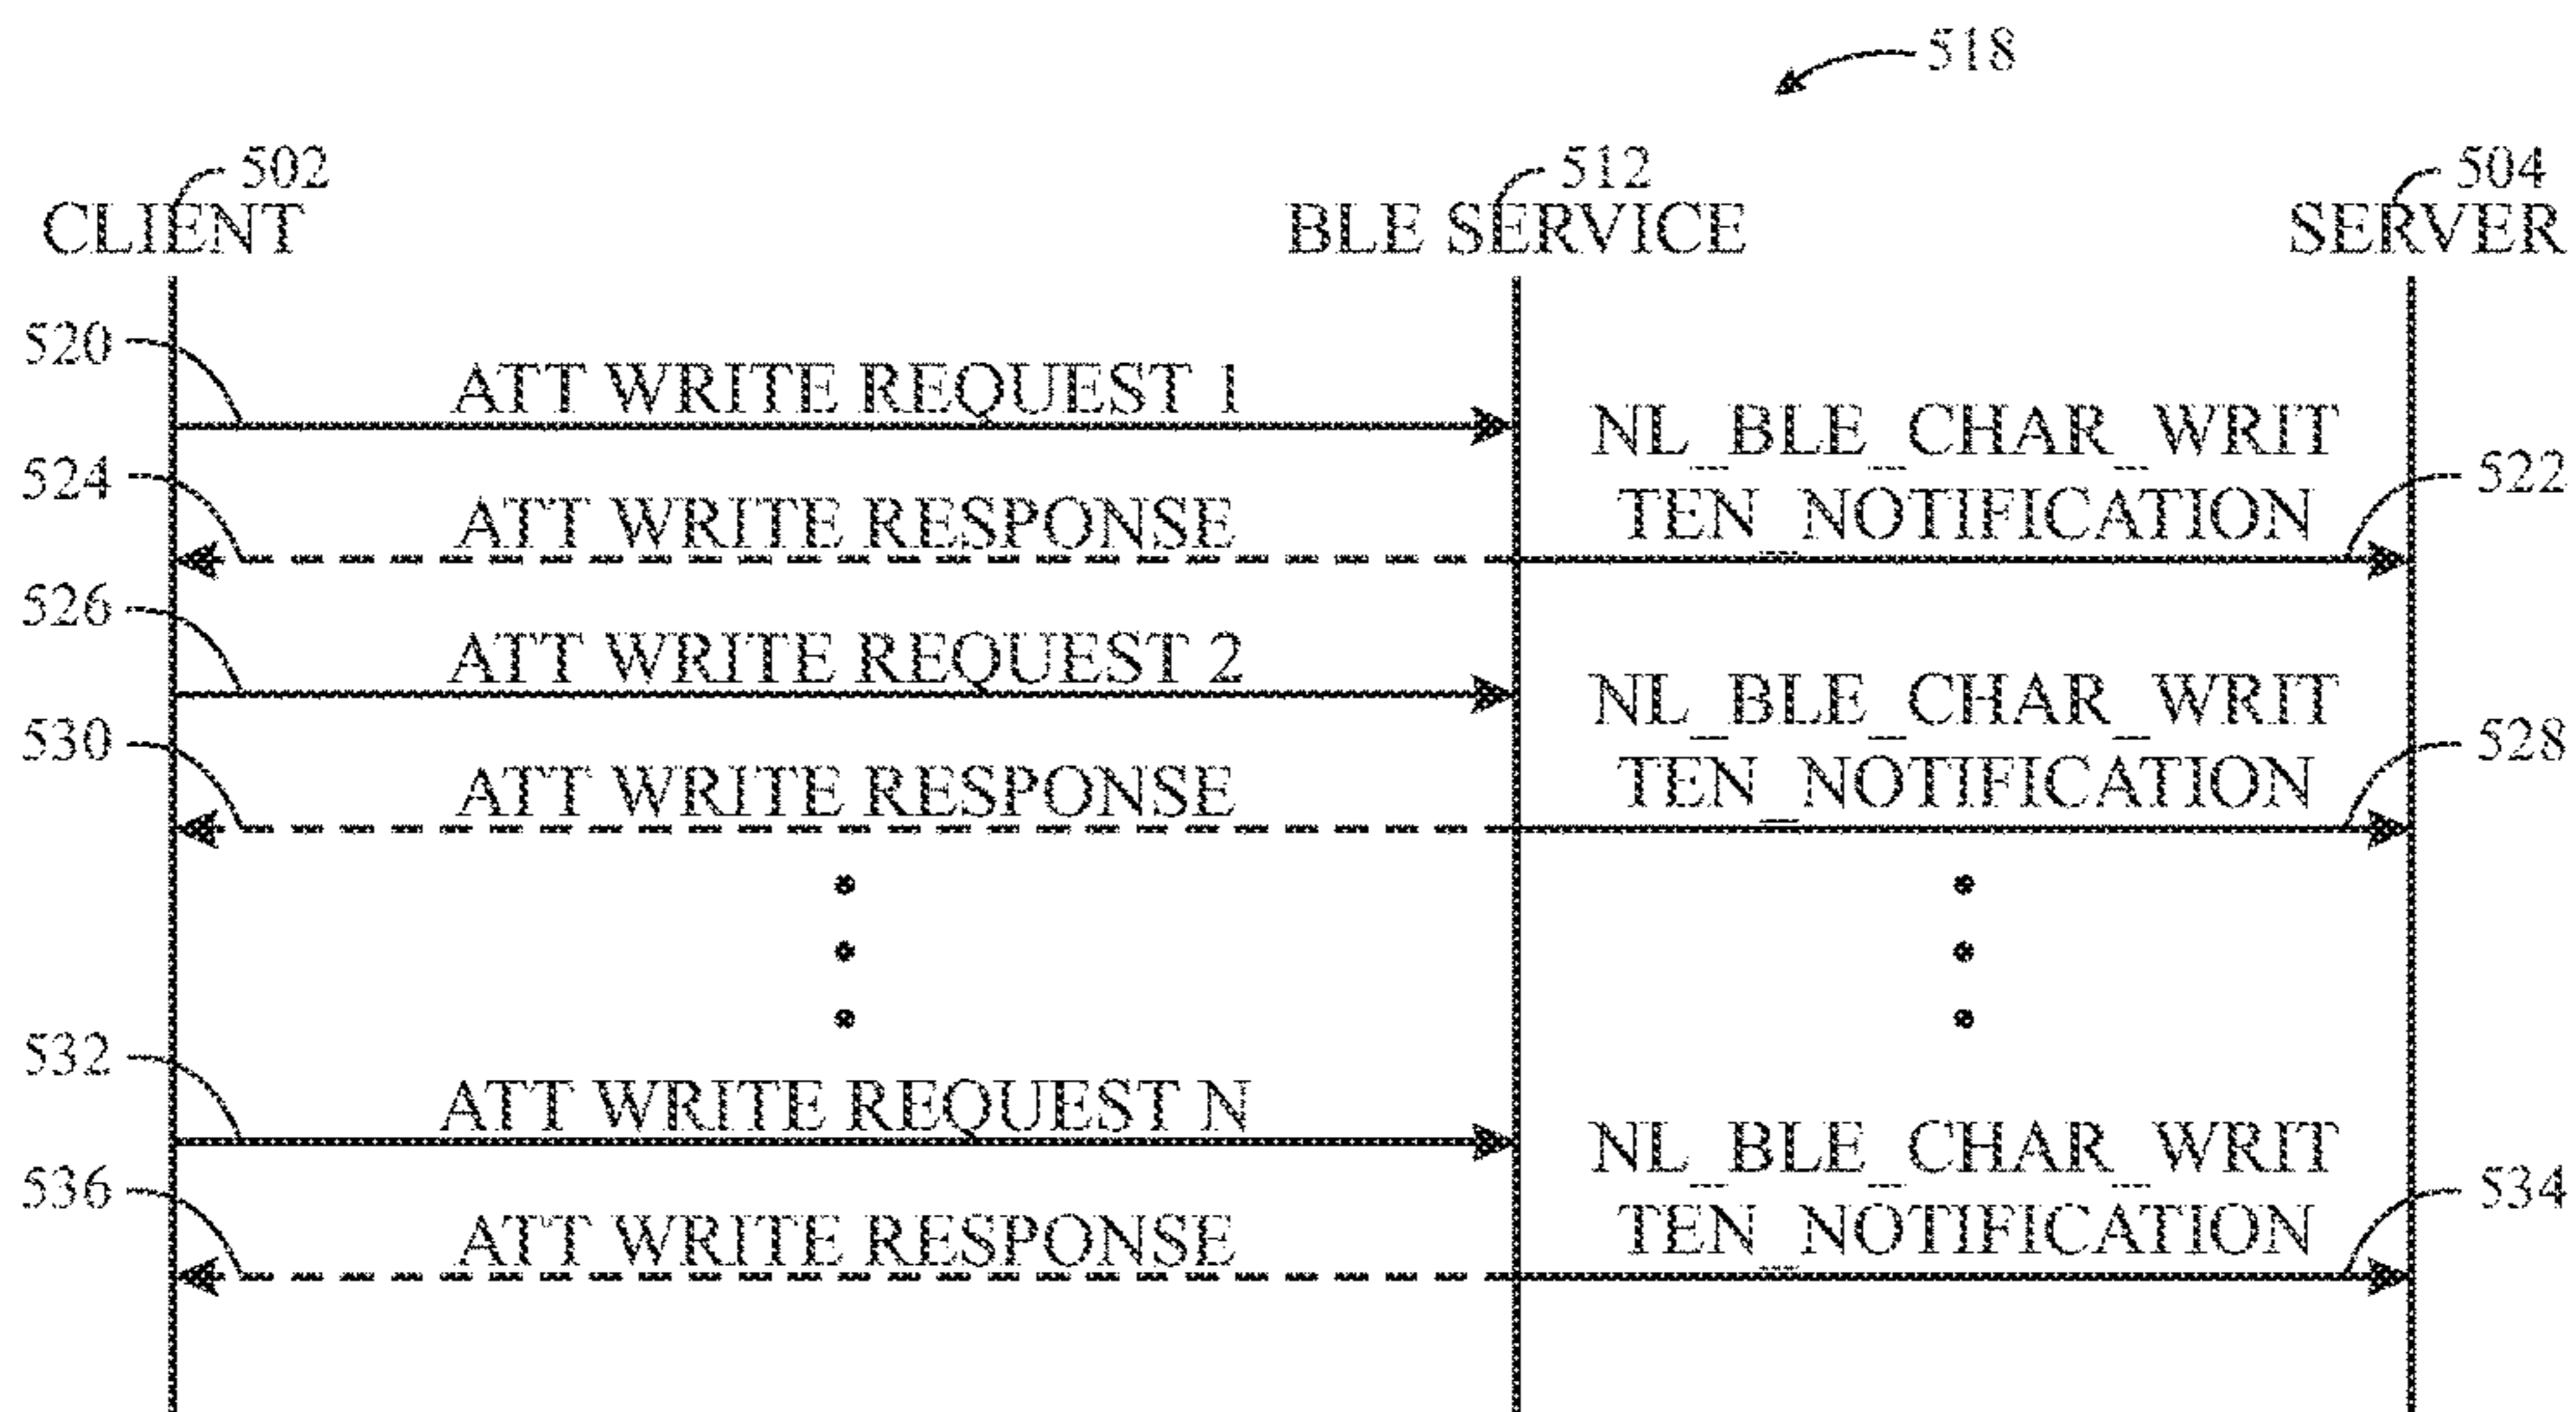 518
502
512
504
CLIENT
BLE SERVICE
SERVER
520
ATT WRITE REQUEST 1
NL_BLE_CHAR_WRIT
TEN_NOTIFICATION
524
ATT WRITE RESPONSE
522
526
ATT WRITE REQUEST 2
NL_BLE_CHAR_WRIT
TEN_NOTIFICATION
530
ATT WRITE RESPONSE
528
532
ATT WRITE REQUEST N
NL_BLE_CHAR_WRIT
TEN_NOTIFICATION
536
ATT WRITE RESPONSE
534